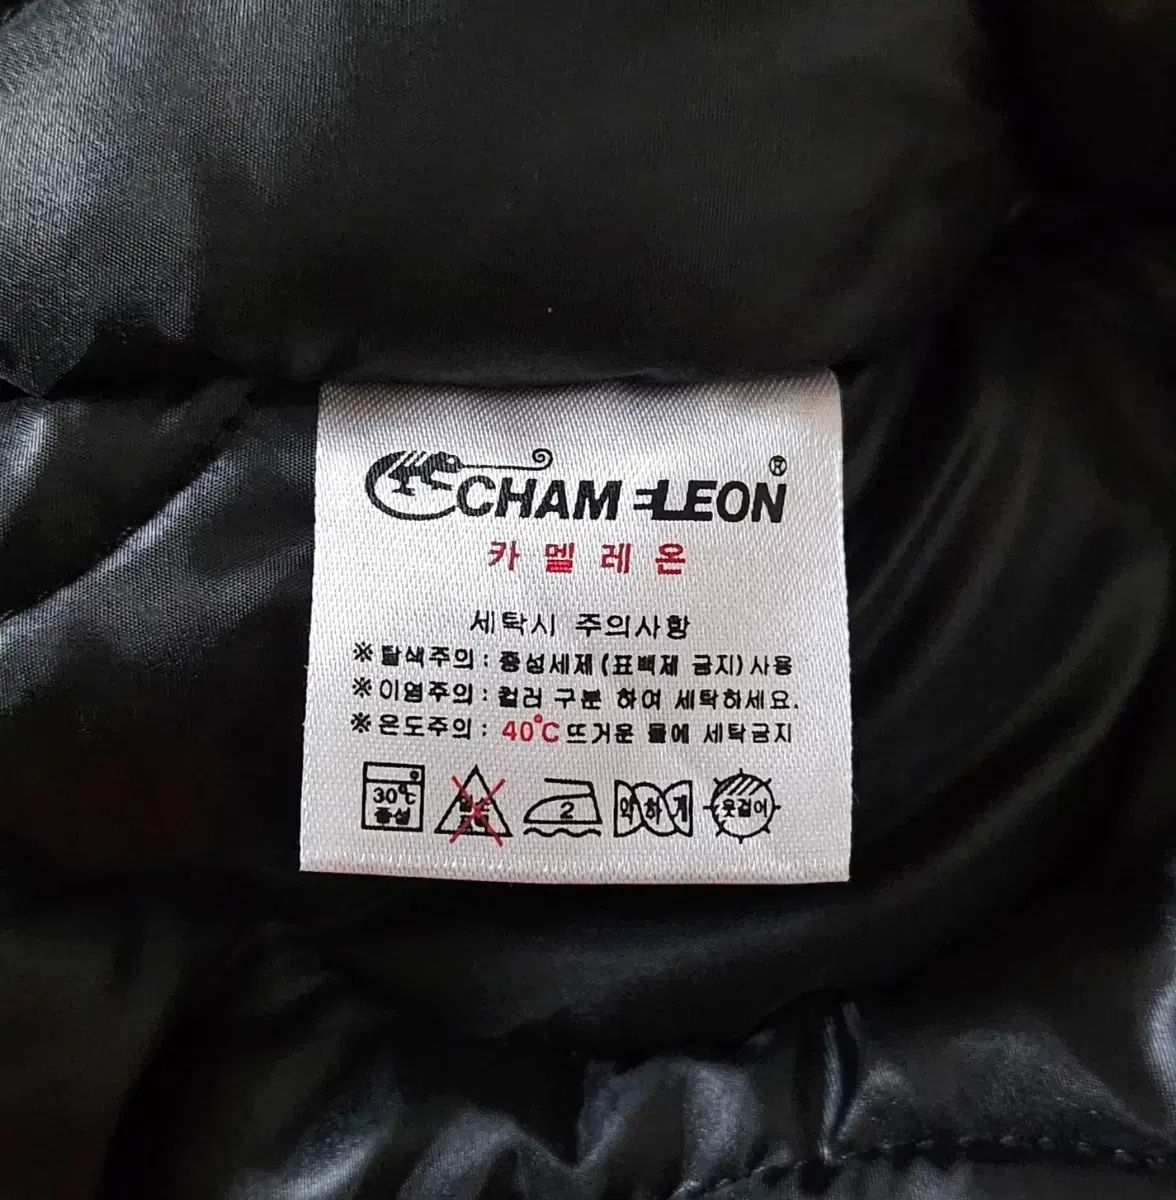 CHAMELEON®
카멜레온
세탁시 주의사항
※탈색주의 : 중성세제(표백제 금지)사용
※이염주의 : 컬러 구분 하여 세탁하세요.
※온도주의 : 40℃ 뜨거운 물에 세탁금지
30℃ 2 약하게 옷걸이
중성